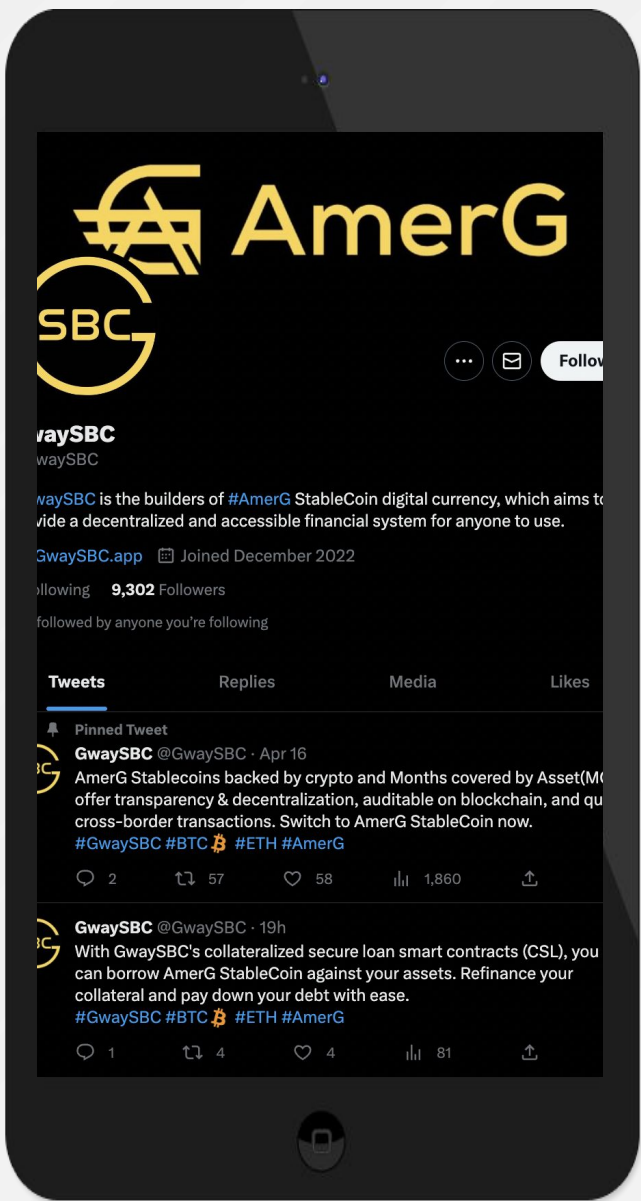 AmerG
SBC
Follow
waySBC
waySBC
waySBC is the builders of #AmerG StableCoin digital currency, which aims to
vide a decentralized and accessible financial system for anyone to use.
GwaySBC.app Joined December 2022
ollowing 9,302 Followers
followed by anyone you're following
Tweets Replies Media Likes
Pinned Tweet
GwaySBC @GwaySBC · Apr 16
AmerG Stablecoins backed by crypto and Months covered by Asset(MC
offer transparency & decentralization, auditable on blockchain, and qu
cross-border transactions. Switch to AmerG StableCoin now.
#GwaySBC #BTC #ETH #AmerG
2 57 58 1,860
GwaySBC @GwaySBC · 19h
With GwaySBC's collateralized secure loan smart contracts (CSL), you
can borrow AmerG StableCoin against your assets. Refinance your
collateral and pay down your debt with ease.
#GwaySBC #BTC #ETH #AmerG
1 4 4 81